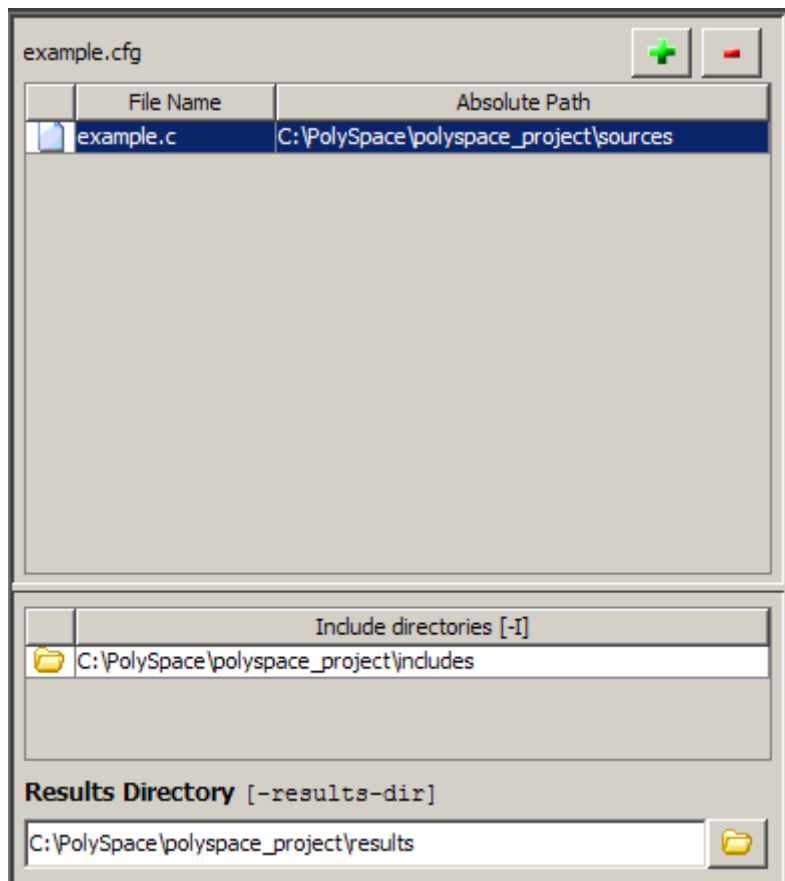 example.cfg
File Name Absolute Path
example.c C:\PolySpace\polyspace_project\sources
Include directories [-I]
C:\PolySpace\polyspace_project\includes
Results Directory [-results-dir]
C:\PolySpace\polyspace_project\results